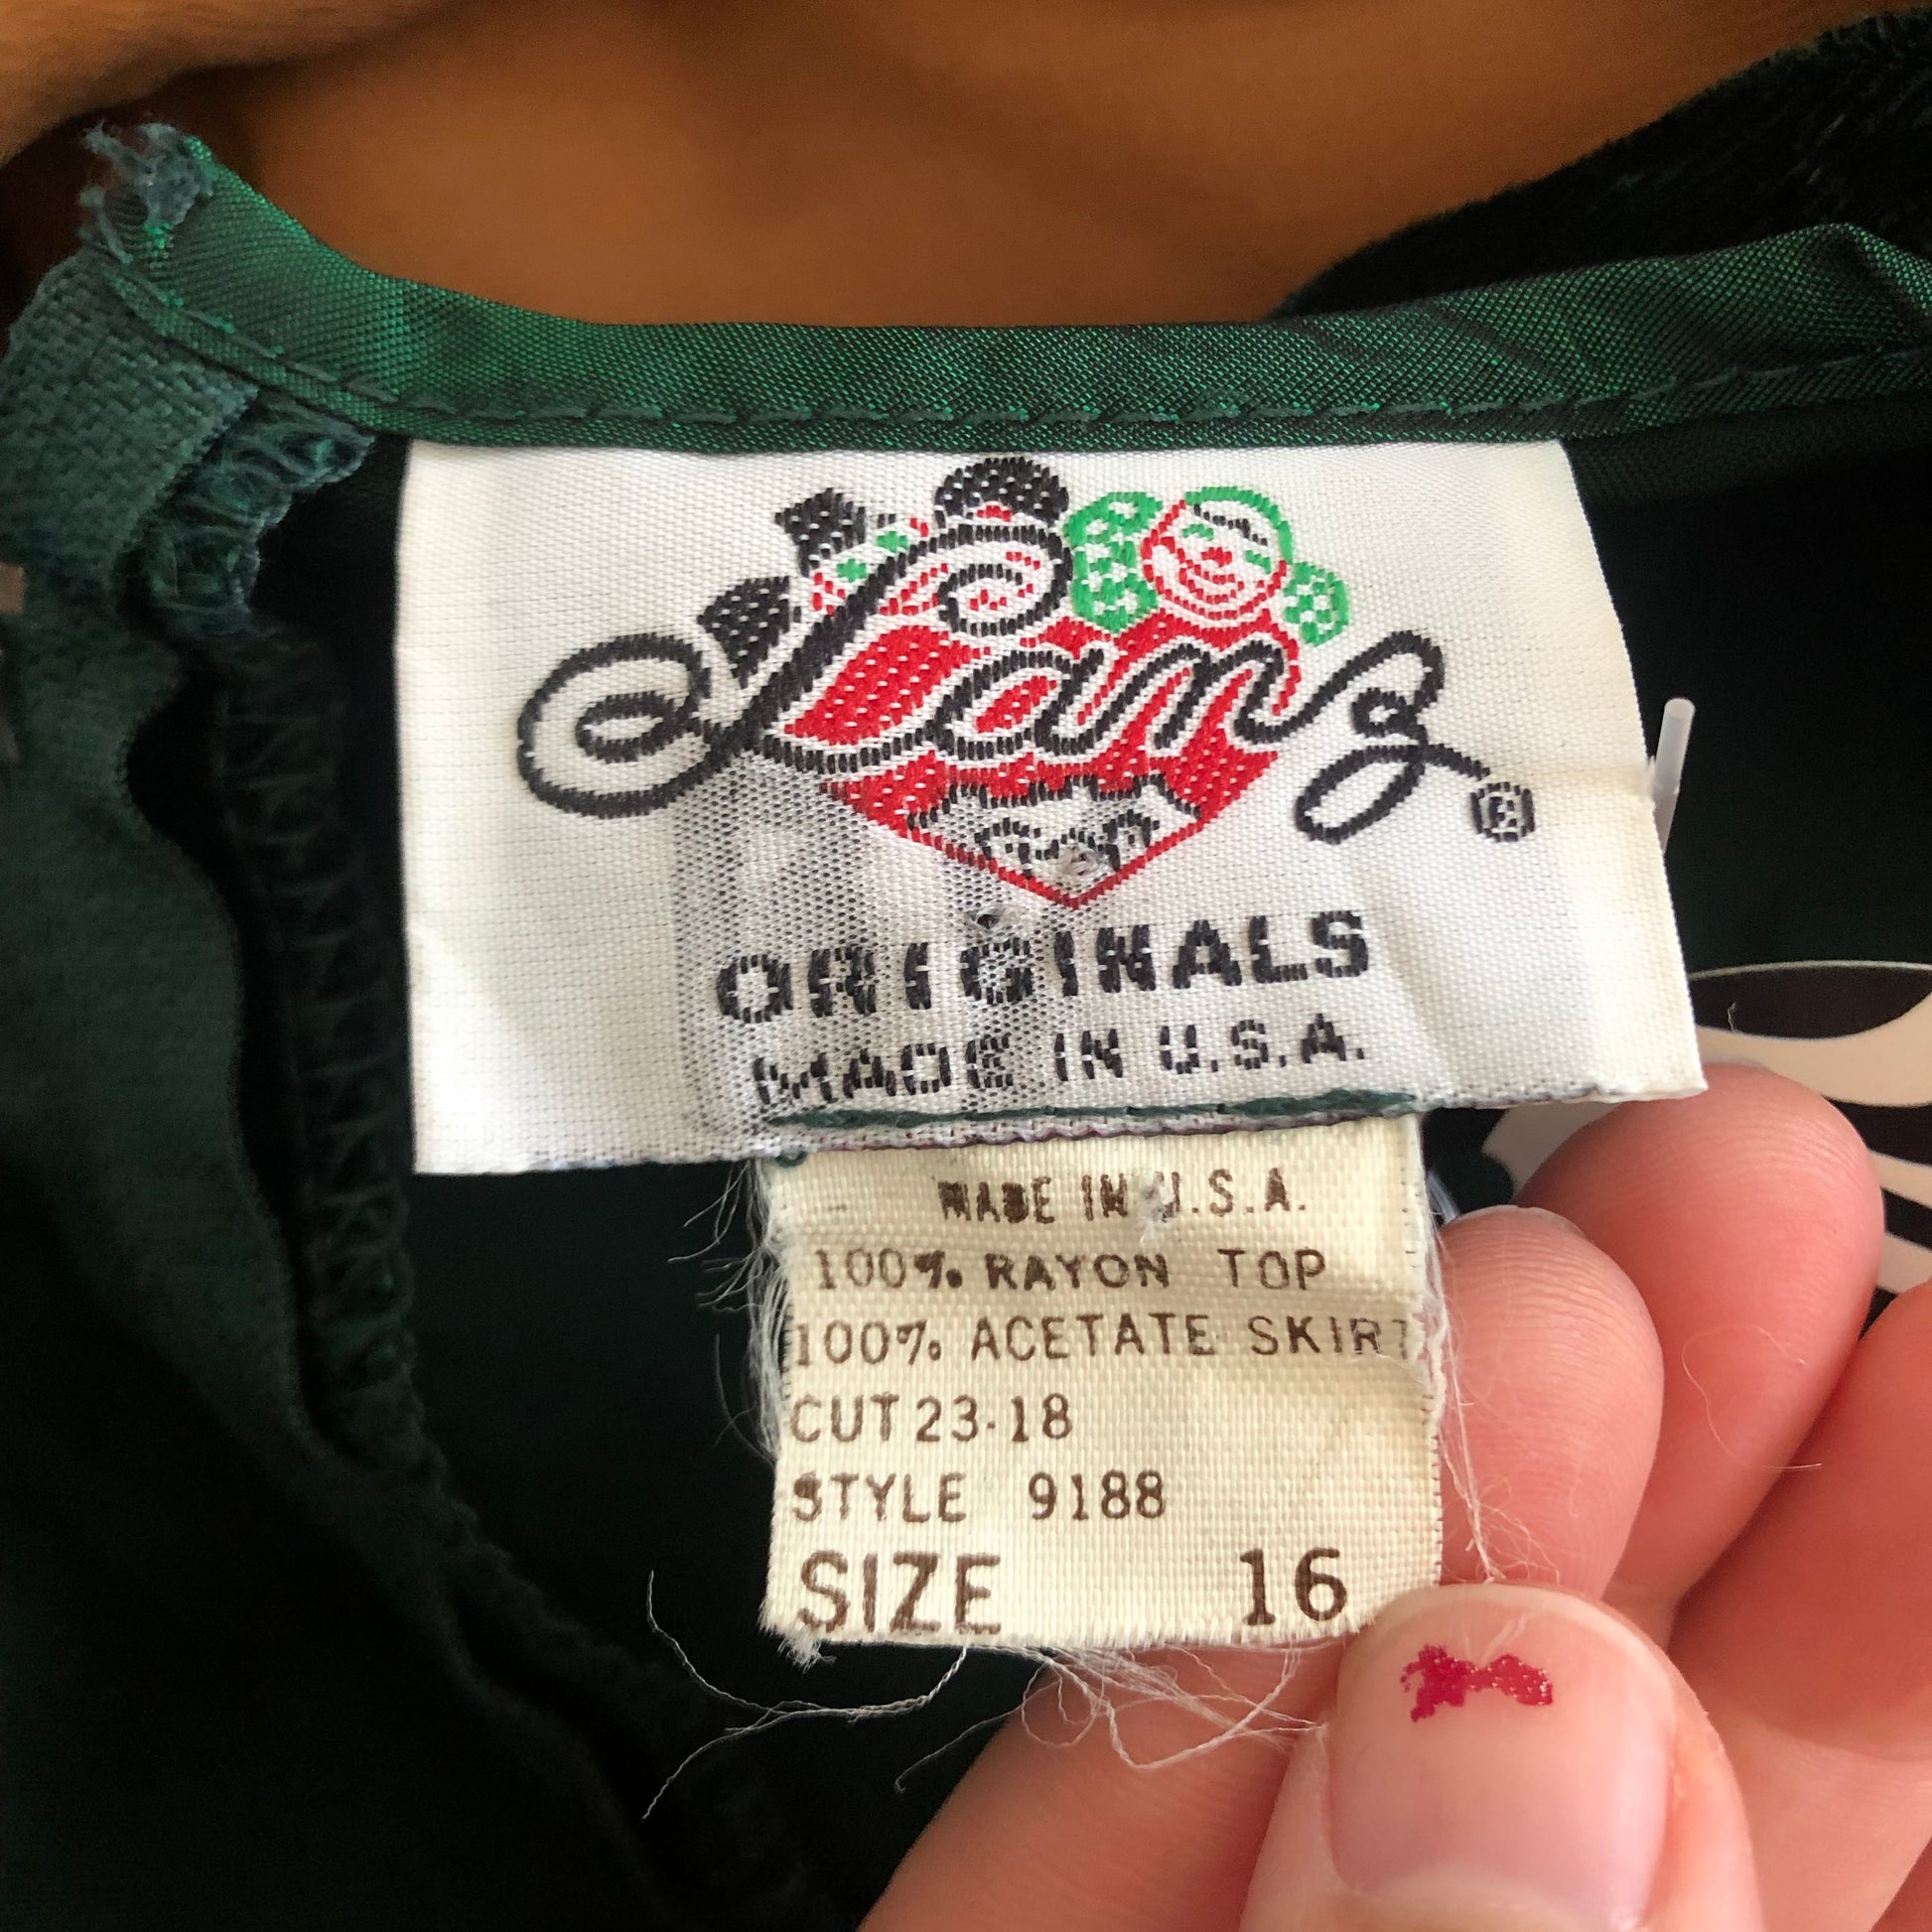 Lanz ®
ORIGINALS
MADE IN U.S.A.
MADE IN U.S.A.
100% RAYON TOP
100% ACETATE SKIRT
CUT 23-18
STYLE 9188
SIZE 16